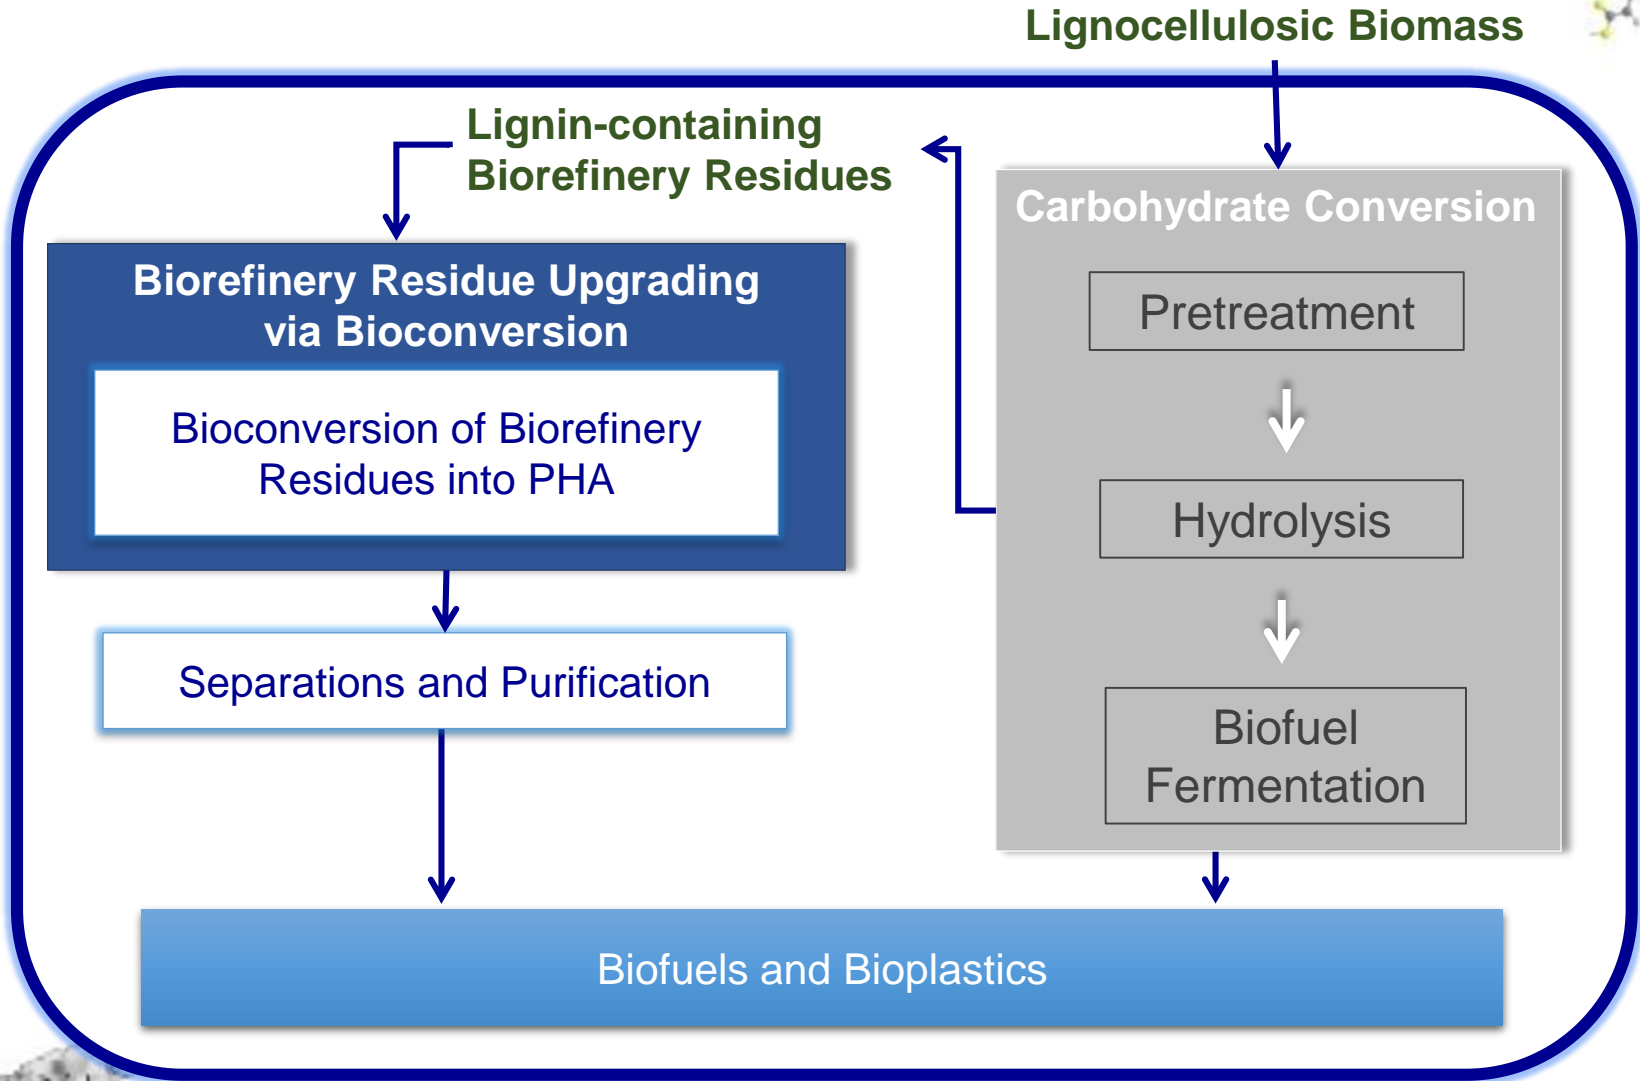 Lignocellulosic Biomass
Lignin-containing
Biorefinery Residues
Carbohydrate Conversion
Pretreatment
Hydrolysis
Biofuel
Fermentation
Biorefinery Residue Upgrading
via Bioconversion
Bioconversion of Biorefinery
Residues into PHA
Separations and Purification
Biofuels and Bioplastics